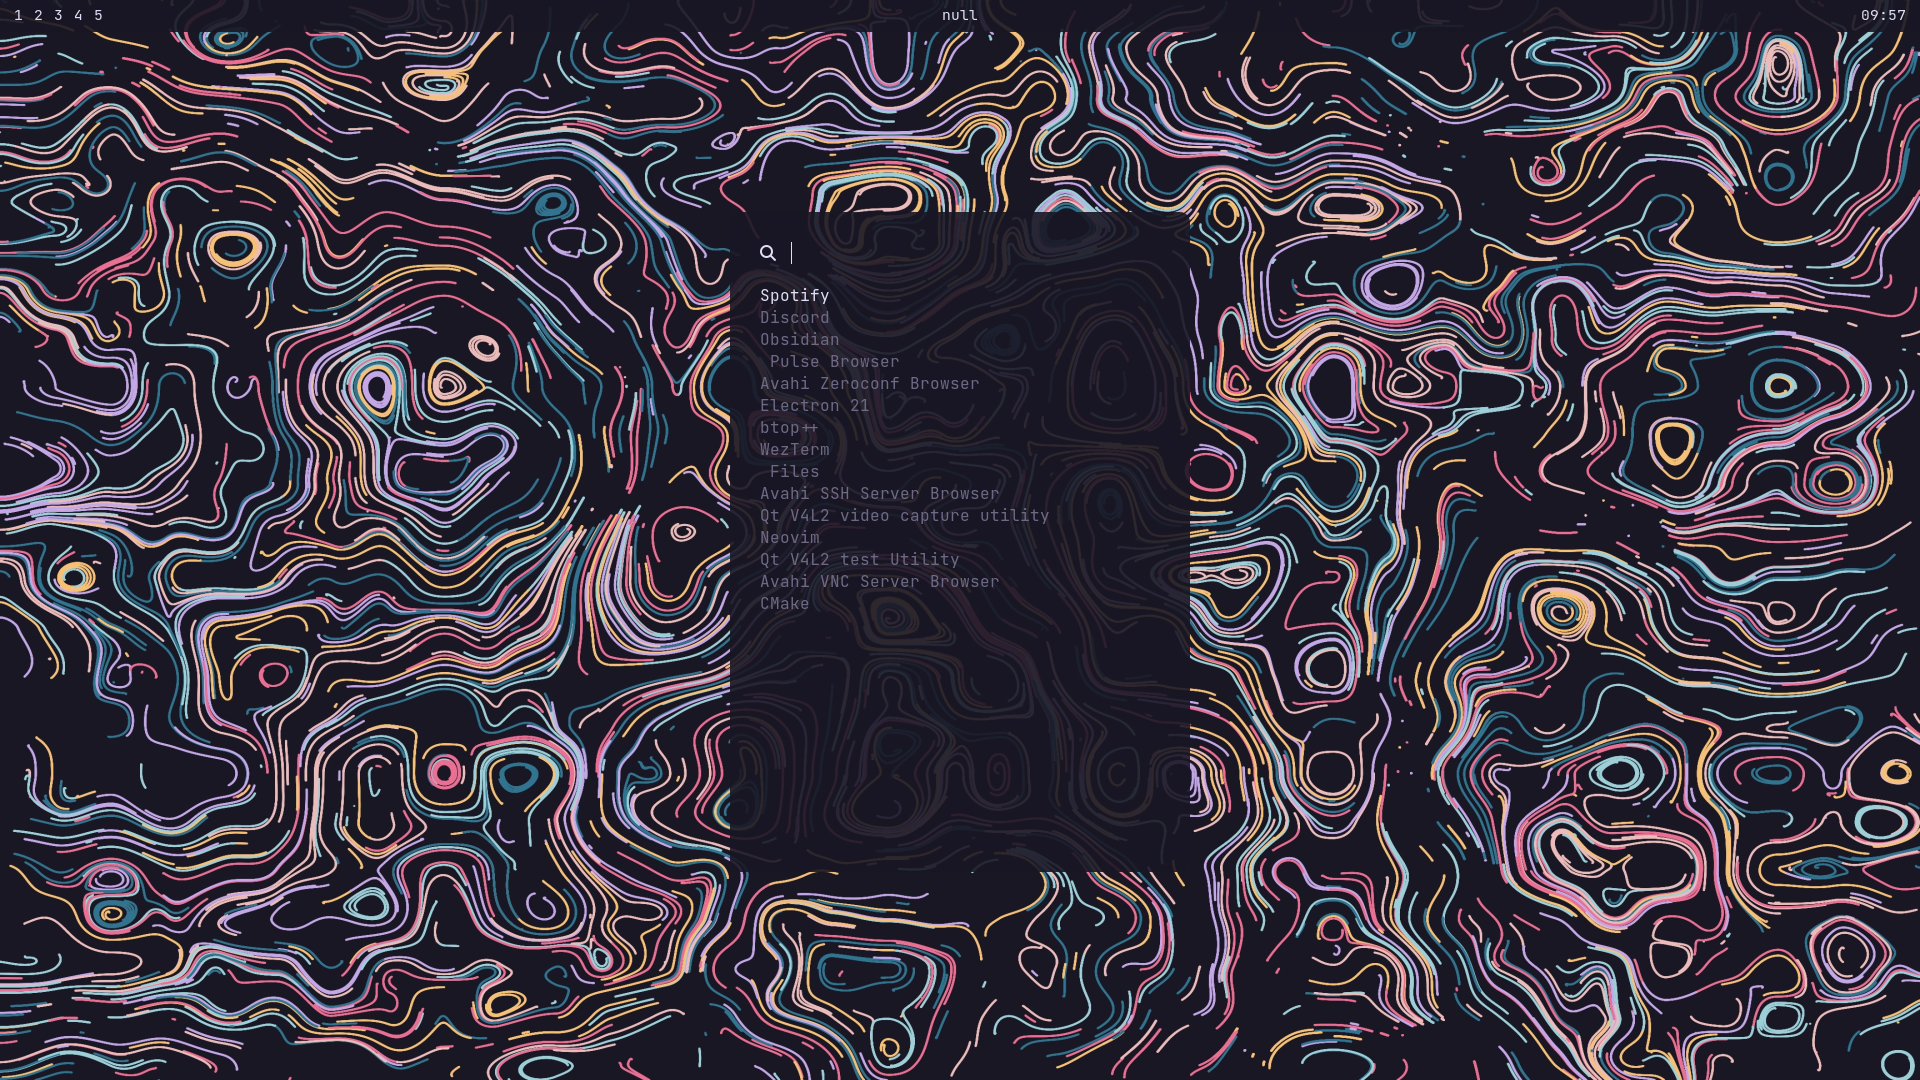 1 2 3 4 5 null 09:57
Spotify
Discord
Obsidian
Pulse Browser
Avahi Zeroconf Browser
Electron 21
btop++
WezTerm
Files
Avahi SSH Server Browser
Qt V4L2 video capture utility
Neovim
Qt V4L2 test Utility
Avahi VNC Server Browser
CMake